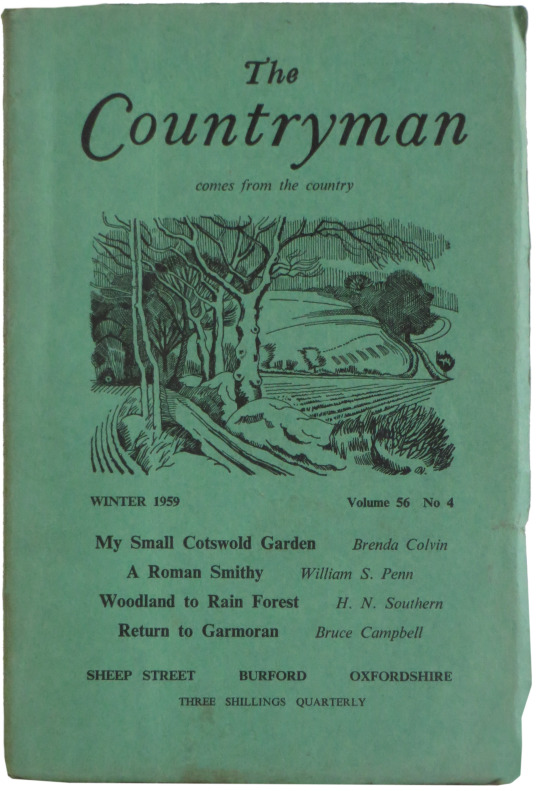 The
Countryman
comes from the country
WINTER 1959 Volume 56 No 4
My Small Cotswold Garden Brenda Colvin
A Roman Smithy William S. Penn
Woodland to Rain Forest H. N. Southern
Return to Garmoran Bruce Campbell
SHEEP STREET BURFORD OXFORDSHIRE
THREE SHILLINGS QUARTERLY